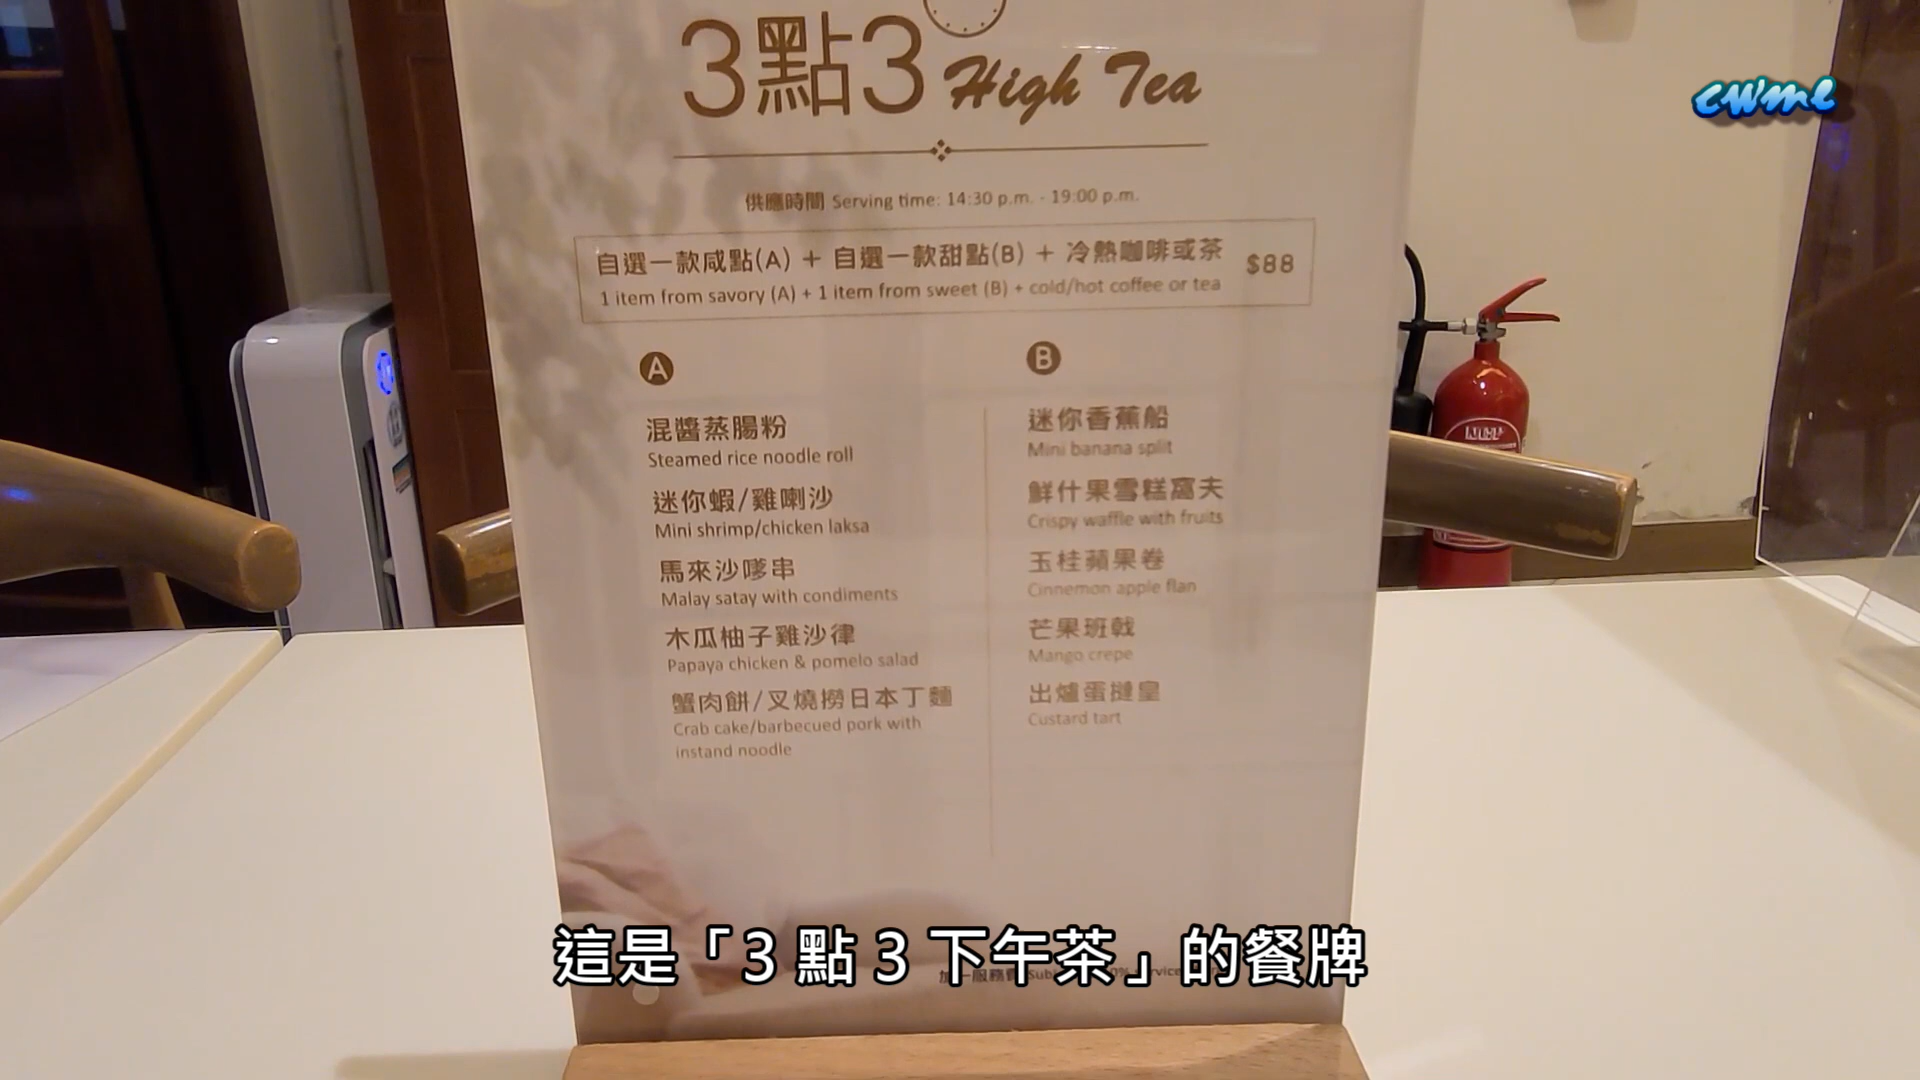 3點3 High Tea
cwml
供應時間 Serving time: 14:30 p.m. - 19:00 p.m.
自選一款咸點(A) + 自選一款甜點(B) + 冷熱咖啡或茶 $88
1 item from savory (A) + 1 item from sweet (B) + cold/hot coffee or tea
A
混醬蒸腸粉
Steamed rice noodle roll
迷你蝦/雞喇沙
Mini shrimp/chicken laksa
馬來沙嗲串
Malay satay with condiments
木瓜柚子雞沙律
Papaya chicken & pomelo salad
蟹肉餅/叉燒撈日本丁麵
Crab cake/barbecued pork with
instand noodle
B
迷你香蕉船
Mini banana split
鮮什果雪糕窩夫
Crispy waffle with fruits
玉桂蘋果卷
Cinnemon apple flan
芒果班戟
Mango crepe
出爐蛋撻皇
Custard tart
這是「3 點 3 下午茶」的餐牌